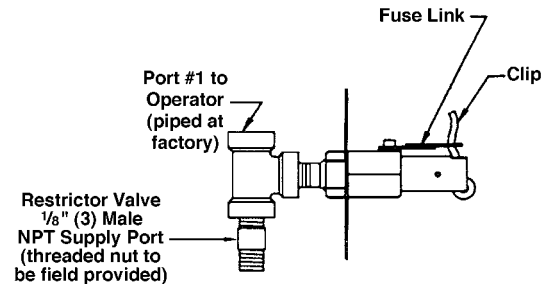 Fuse Link
Clip
Port #1 to
Operator
(piped at
factory)
Restrictor Valve
1/8" (3) Male
NPT Supply Port
(threaded nut to
be field provided)